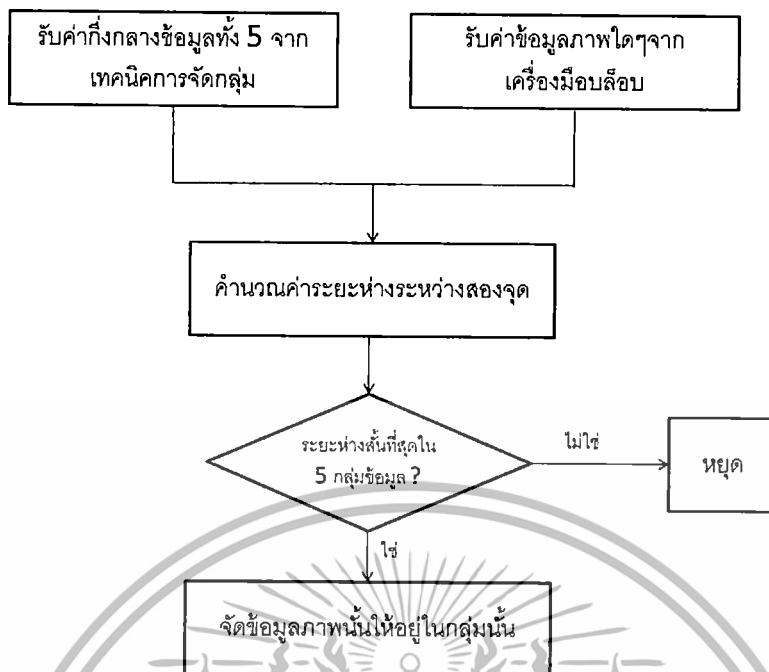 รับค่ากึ่งกลางข้อมูลทั้ง 5 จาก
เทคนิคการจัดกลุ่ม
รับค่าข้อมูลภาพใดๆจาก
เครื่องมือบล็อบ
คำนวณค่าระยะห่างระหว่างสองจุด
ระยะห่างสั้นที่สุดใน
5 กลุ่มข้อมูล ?
ไม่ใช่
หยุด
ใช่
จัดข้อมูลภาพนั้นให้อยู่ในกลุ่มนั้น